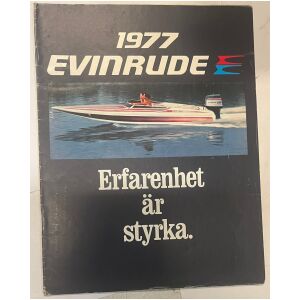 1977
EVINRUDE
Erfarenhet
är
styrka.